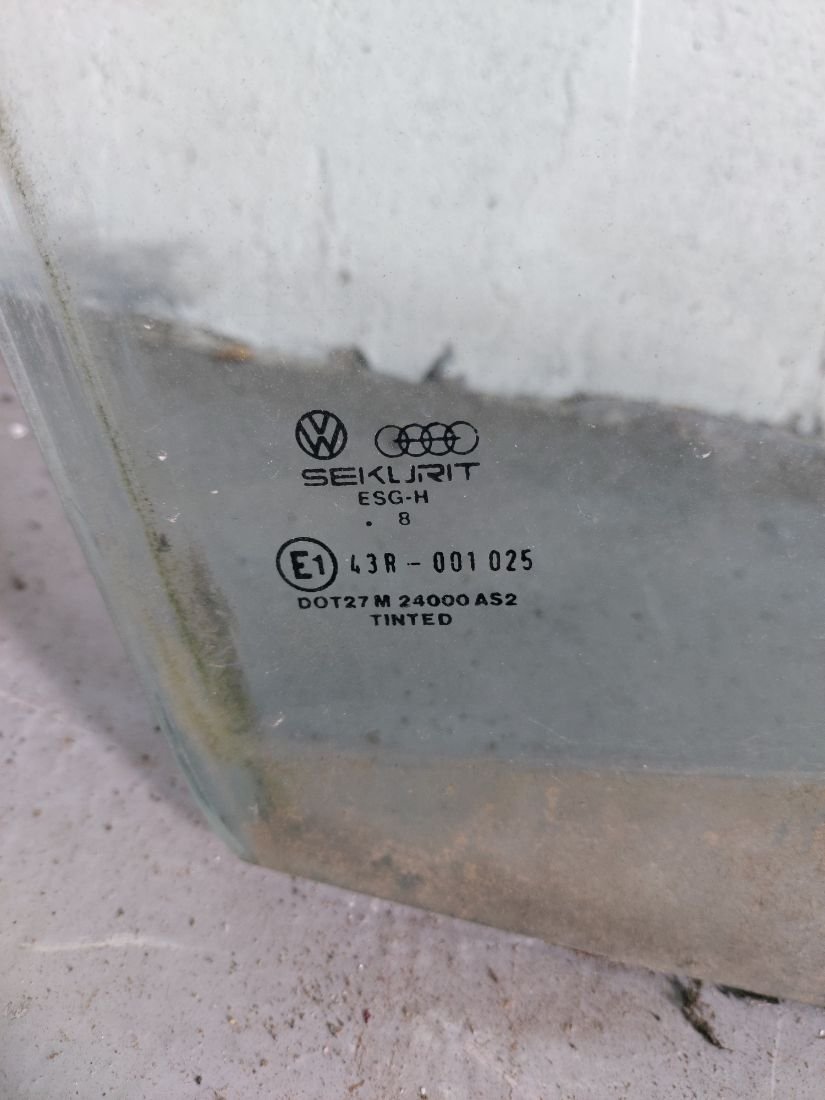 SEKURIT
ESG-H
. 8
E1 43R - 001 025
DOT27 M 24000 AS2
TINTED